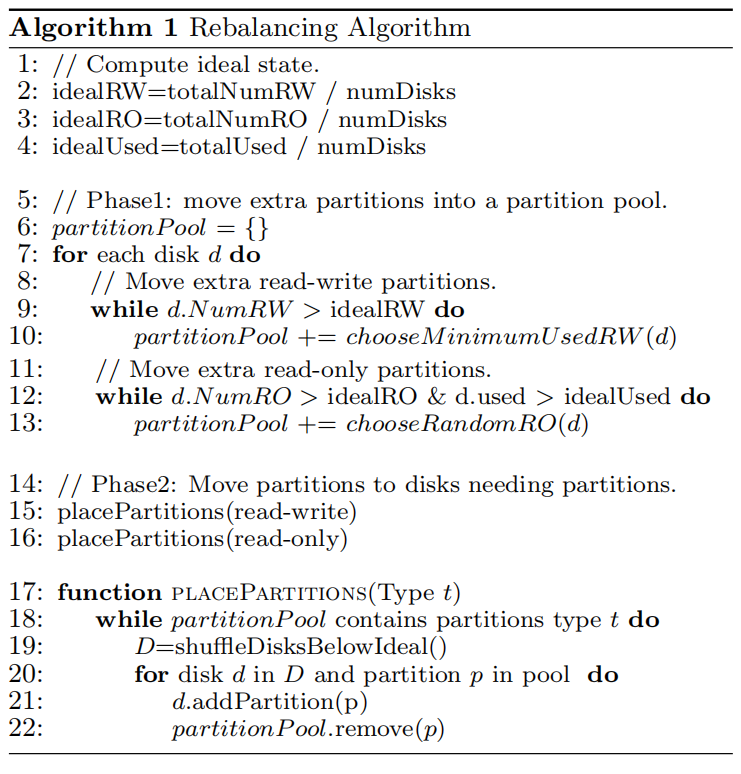 Algorithm 1 Rebalancing Algorithm
1: // Compute ideal state.
2: idealRW=totalNumRW / numDisks
3: idealRO=totalNumRO / numDisks
4: idealUsed=totalUsed / numDisks
5: // Phase1: move extra partitions into a partition pool.
6: partitionPool = {}
7: for each disk d do
8: // Move extra read-write partitions.
9: while d.NumRW > idealRW do
10: partitionPool += chooseMinimumUsedRW(d)
11: // Move extra read-only partitions.
12: while d.NumRO > idealRO & d.used > idealUsed do
13: partitionPool += chooseRandomRO(d)
14: // Phase2: Move partitions to disks needing partitions.
15: placePartitions(read-write)
16: placePartitions(read-only)
17: function PLACEPARTITIONS(Type t)
18: while partitionPool contains partitions type t do
19: D=shuffleDisksBelowIdeal()
20: for disk d in D and partition p in pool do
21: d.addPartition(p)
22: partitionPool.remove(p)